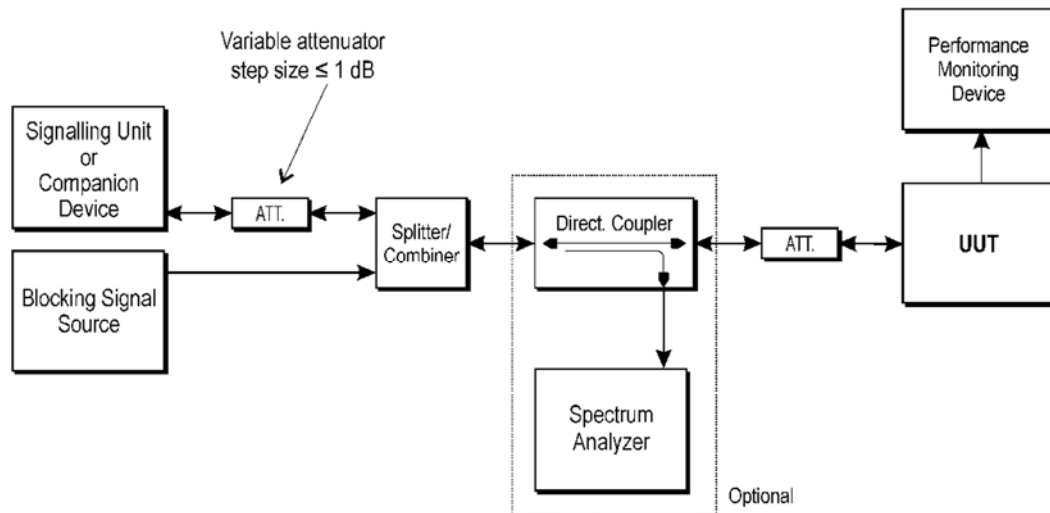 Variable attenuator
step size ≤ 1 dB
Performance
Monitoring
Device
Signalling Unit
or
Companion
Device
ATT.
Splitter/
Combiner
Direct. Coupler
ATT.
UUT
Blocking Signal
Source
Spectrum
Analyzer
Optional